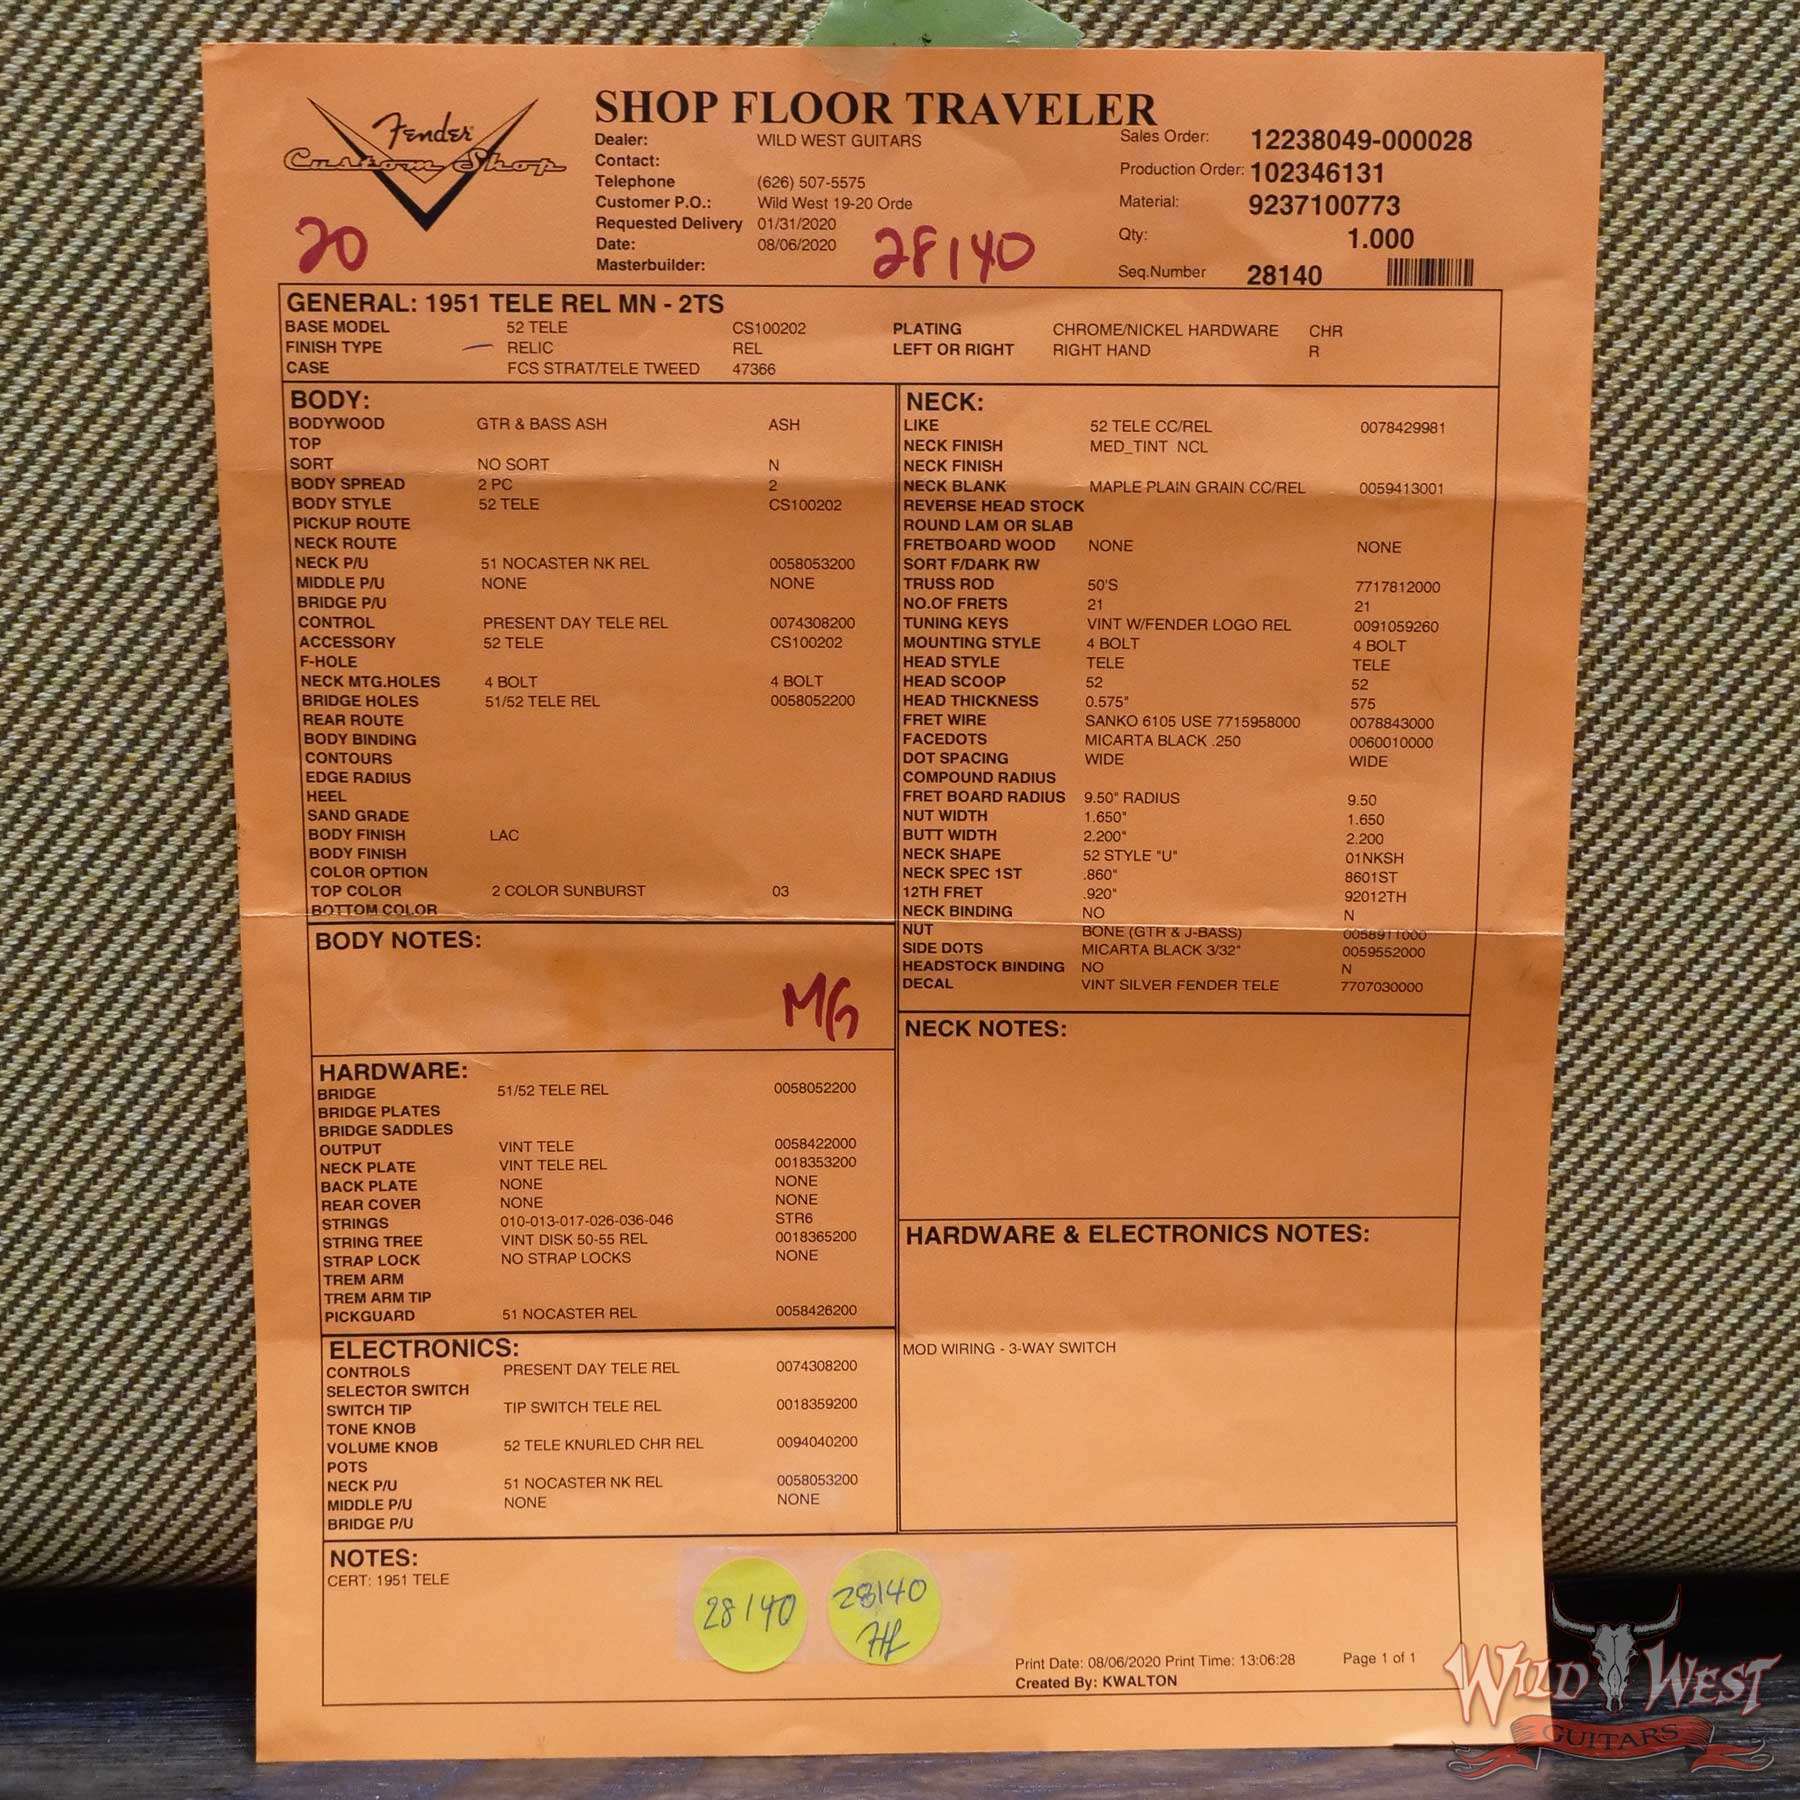 Fender
Custom Shop
SHOP FLOOR TRAVELER
Dealer: WILD WEST GUITARS
Contact:
Telephone (626) 507-5575
Customer P.O.: Wild West 19-20 Orde
Requested Delivery 01/31/2020
Date: 08/06/2020
Masterbuilder:
Sales Order: 12238049-000028
Production Order: 102346131
Material: 9237100773
Qty: 1.000
Seq.Number 28140
20
28140
GENERAL: 1951 TELE REL MN - 2TS
BASE MODEL 52 TELE CS100202 PLATING CHROME/NICKEL HARDWARE CHR
FINISH TYPE RELIC REL LEFT OR RIGHT RIGHT HAND R
CASE FCS STRAT/TELE TWEED 47366
BODY:
BODYWOOD GTR & BASS ASH ASH
TOP
SORT NO SORT N
BODY SPREAD 2 PC 2
BODY STYLE 52 TELE CS100202
PICKUP ROUTE
NECK ROUTE
NECK P/U 51 NOCASTER NK REL 0058053200
MIDDLE P/U NONE NONE
BRIDGE P/U
CONTROL PRESENT DAY TELE REL 0074308200
ACCESSORY 52 TELE CS100202
F-HOLE
NECK MTG.HOLES 4 BOLT 4 BOLT
BRIDGE HOLES 51/52 TELE REL 0058052200
REAR ROUTE
BODY BINDING
CONTOURS
EDGE RADIUS
HEEL
SAND GRADE
BODY FINISH LAC
BODY FINISH
COLOR OPTION
TOP COLOR 2 COLOR SUNBURST 03
BOTTOM COLOR
BODY NOTES:
MG
HARDWARE:
BRIDGE 51/52 TELE REL 0058052200
BRIDGE PLATES
BRIDGE SADDLES
OUTPUT VINT TELE 0058422000
NECK PLATE VINT TELE REL 0018353200
BACK PLATE NONE NONE
REAR COVER NONE NONE
STRINGS 010-013-017-026-036-046 STR6
STRING TREE VINT DISK 50-55 REL 0018365200
STRAP LOCK NO STRAP LOCKS NONE
TREM ARM
TREM ARM TIP
PICKGUARD 51 NOCASTER REL 0058426200
ELECTRONICS:
CONTROLS PRESENT DAY TELE REL 0074308200
SELECTOR SWITCH
SWITCH TIP TIP SWITCH TELE REL 0018359200
TONE KNOB
VOLUME KNOB 52 TELE KNURLED CHR REL 0094040200
POTS
NECK P/U 51 NOCASTER NK REL 0058053200
MIDDLE P/U NONE NONE
BRIDGE P/U
NECK:
LIKE 52 TELE CC/REL 0078429981
NECK FINISH MED_TINT NCL
NECK FINISH
NECK BLANK MAPLE PLAIN GRAIN CC/REL 0059413001
REVERSE HEAD STOCK
ROUND LAM OR SLAB
FRETBOARD WOOD NONE NONE
SORT F/DARK RW
TRUSS ROD 50'S 7717812000
NO.OF FRETS 21 21
TUNING KEYS VINT W/FENDER LOGO REL 0091059260
MOUNTING STYLE 4 BOLT 4 BOLT
HEAD STYLE TELE TELE
HEAD SCOOP 52 52
HEAD THICKNESS 0.575" 575
FRET WIRE SANKO 6105 USE 7715958000 0078843000
FACEDOTS MICARTA BLACK .250 0060010000
DOT SPACING WIDE WIDE
COMPOUND RADIUS
FRET BOARD RADIUS 9.50" RADIUS 9.50
NUT WIDTH 1.650" 1.650
BUTT WIDTH 2.200" 2.200
NECK SHAPE 52 STYLE "U" 01NKSH
NECK SPEC 1ST .860" 8601ST
12TH FRET .920" 92012TH
NECK BINDING NO N
NUT BONE (GTR & J-BASS) 0058911000
SIDE DOTS MICARTA BLACK 3/32" 0059552000
HEADSTOCK BINDING NO N
DECAL VINT SILVER FENDER TELE 7707030000
NECK NOTES:
HARDWARE & ELECTRONICS NOTES:
MOD WIRING - 3-WAY SWITCH
NOTES:
CERT: 1951 TELE
28140
28140
Print Date: 08/06/2020 Print Time: 13:06:28 Page 1 of 1
Created By: KWALTON
WILD WEST
GUITARS